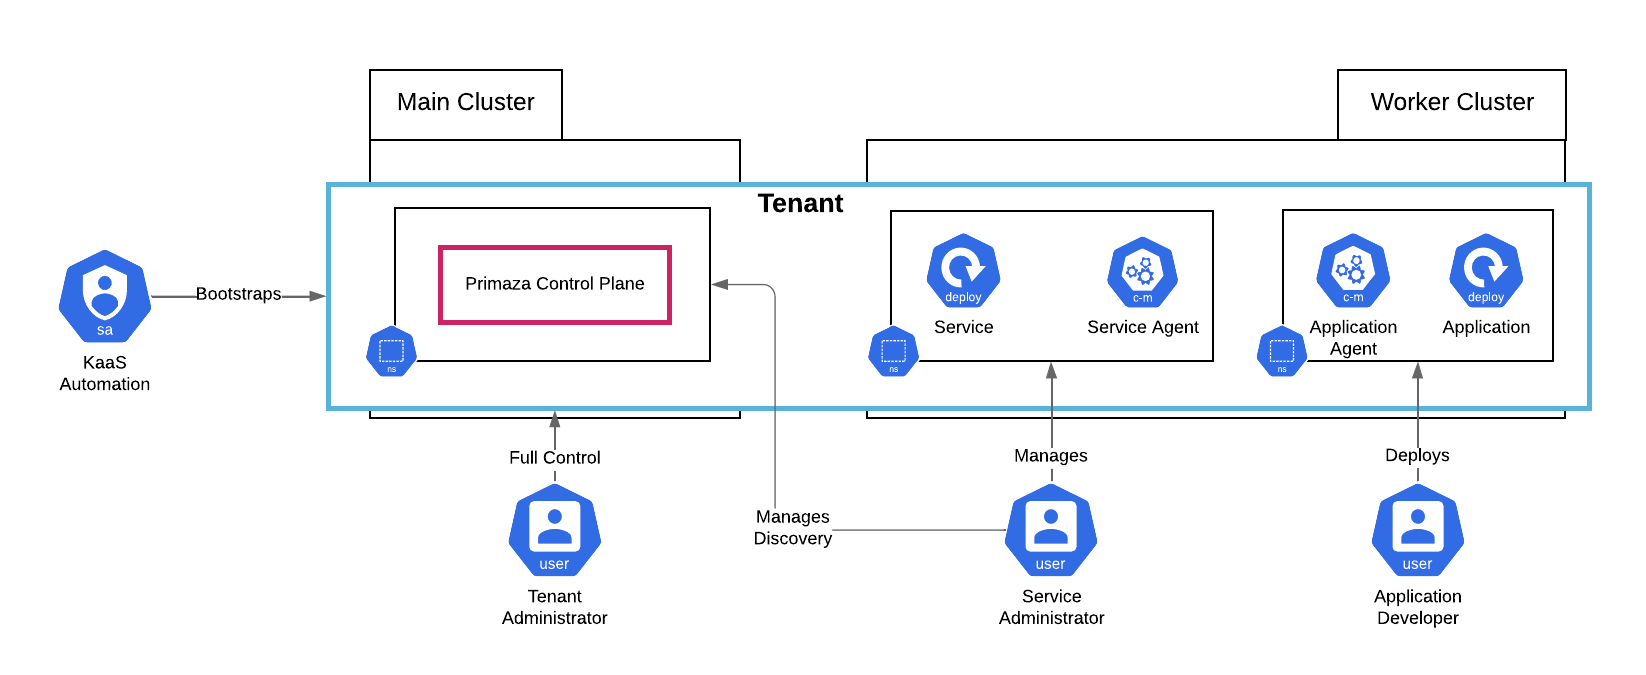 Main Cluster
Worker Cluster
Tenant
Primaza Control Plane
deploy
Service
c-m
Service Agent
c-m
Application
Agent
deploy
Application
ns
ns
ns
sa
KaaS
Automation
Bootstraps
Full Control
Manages
Discovery
Manages
Deploys
user
Tenant
Administrator
user
Service
Administrator
user
Application
Developer